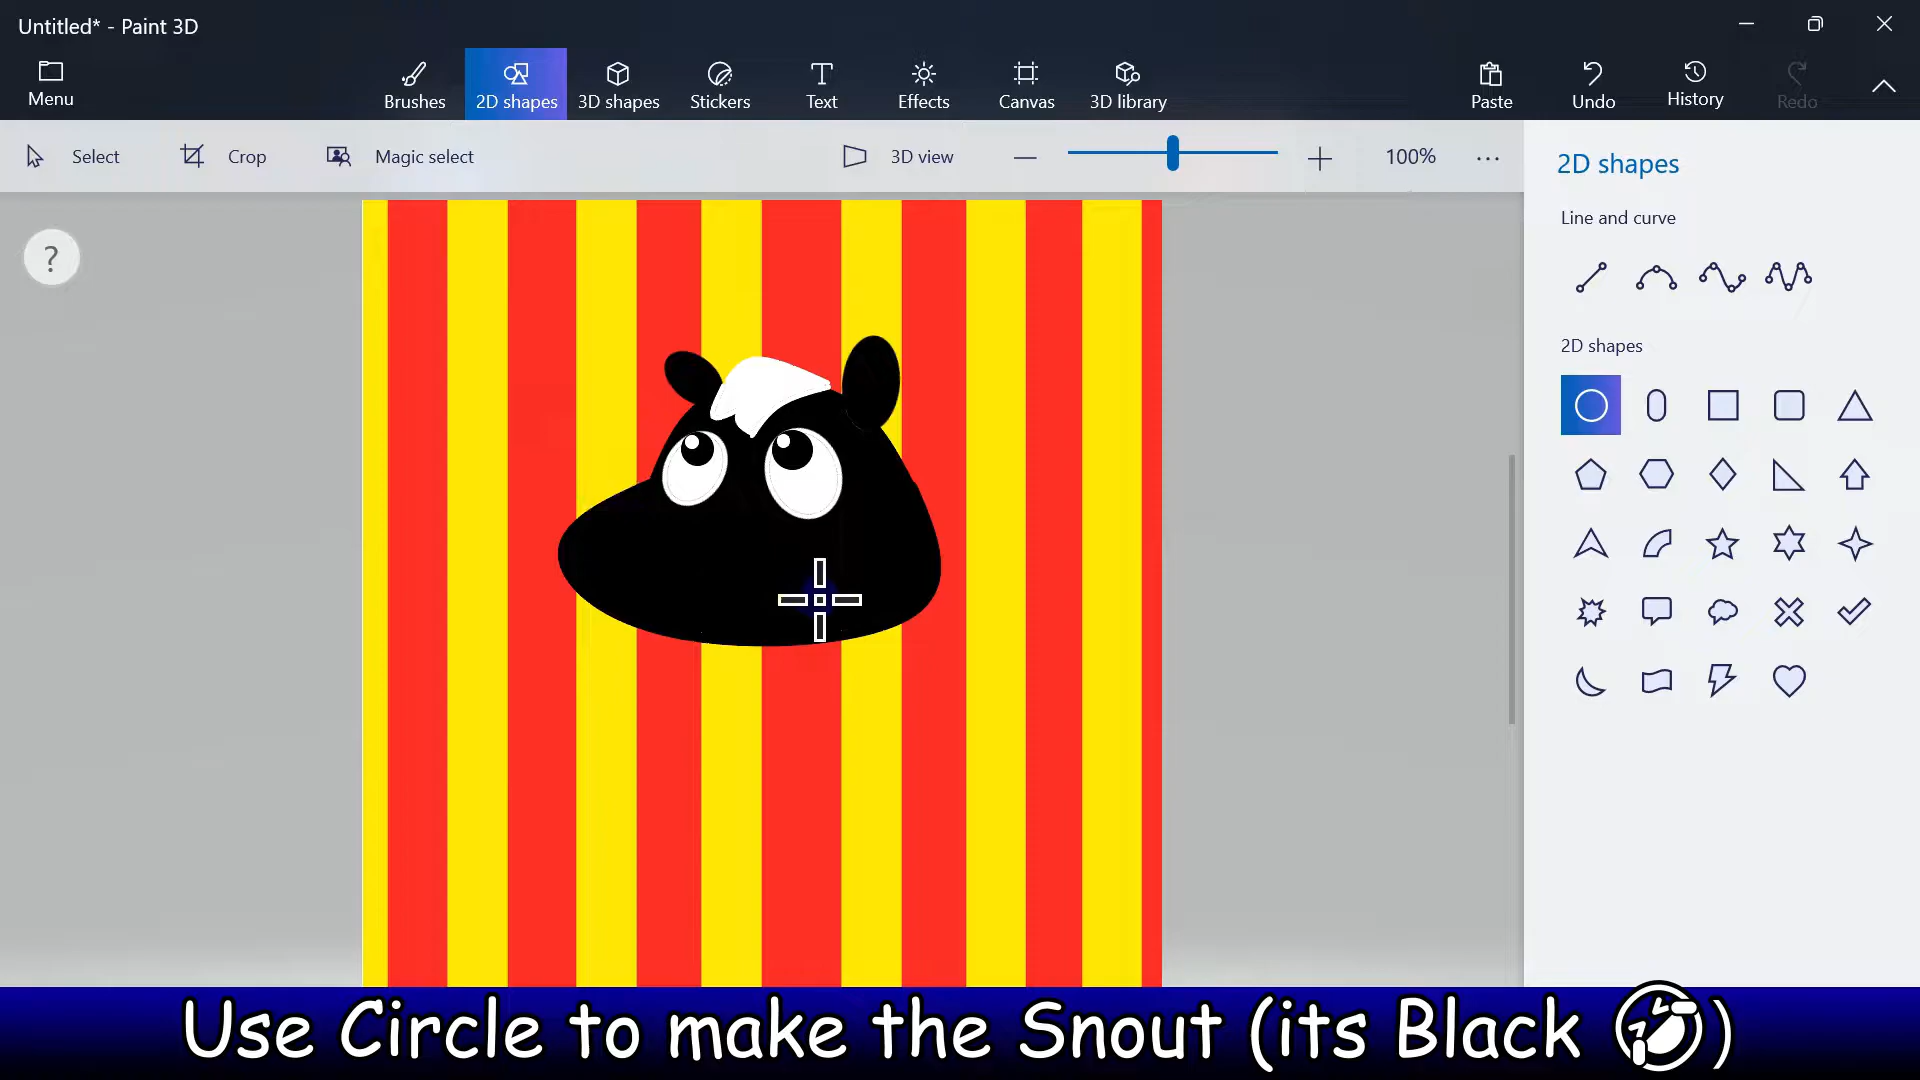 Untitled* - Paint 3D
Menu
Brushes
2D shapes
3D shapes
Stickers
Text
Effects
Canvas
3D library
Paste
Undo
History
Redo
Select
Crop
Magic select
3D view
100%
?
2D shapes
Line and curve
2D shapes
Use Circle to make the Snout (its Black 🤣)